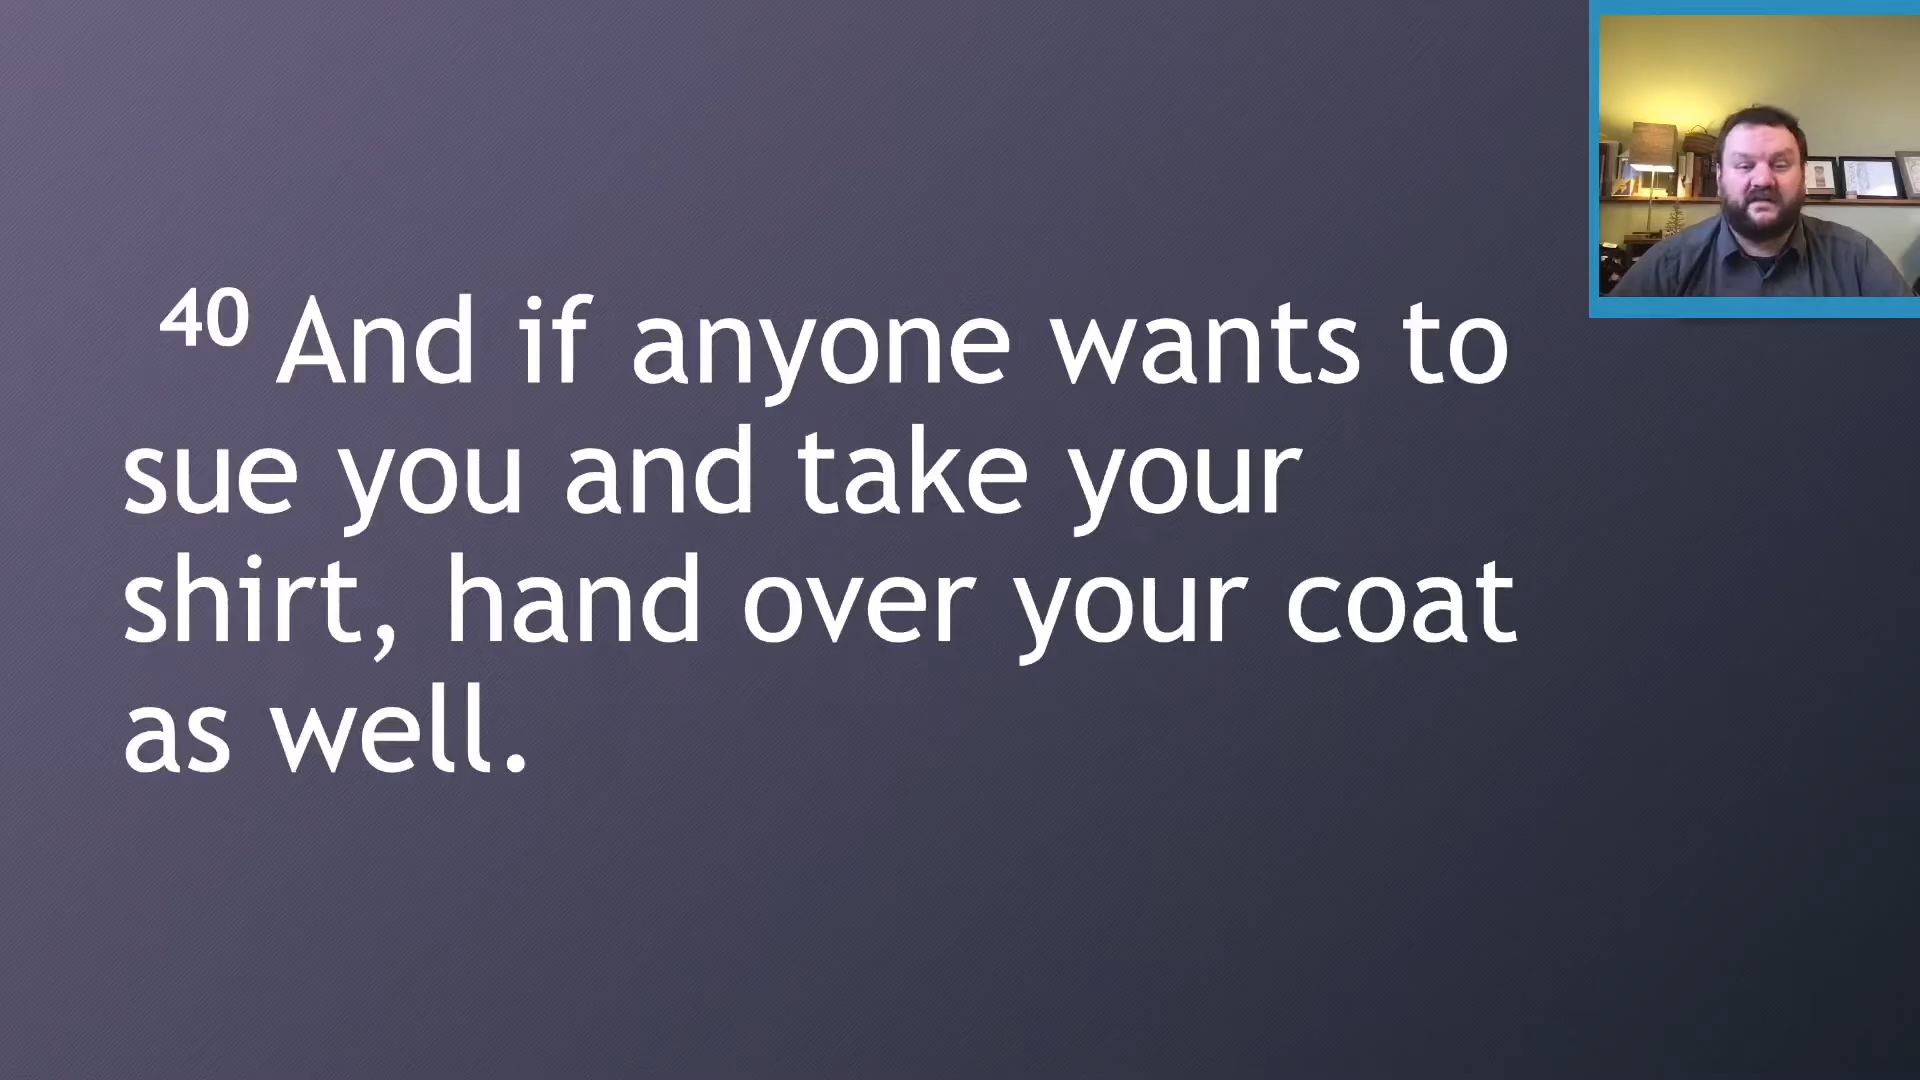 40 And if anyone wants to
sue you and take your
shirt, hand over your coat
as well.